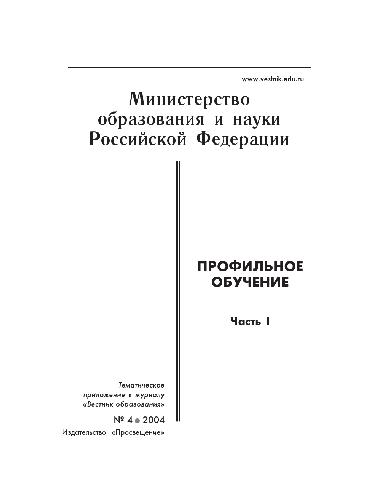 www.vestnik.edu.ru
Министерство
образования и науки
Российской Федерации
ПРОФИЛЬНОЕ
ОБУЧЕНИЕ
Часть 1
Тематическое
приложение к журналу
«Вестник образования»
№ 4 • 2004
Издательство «Просвещение»